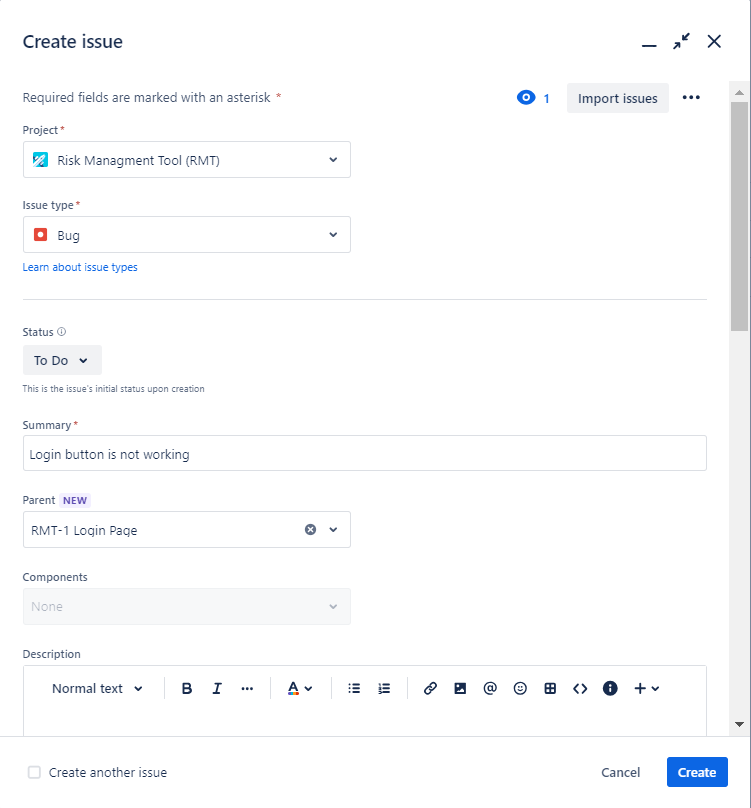 Create issue
Required fields are marked with an asterisk *
1
Import issues
Project*
Risk Managment Tool (RMT)
Issue type*
Bug
Learn about issue types
Status
To Do
This is the issue's initial status upon creation
Summary*
Login button is not working
Parent NEW
RMT-1 Login Page
Components
None
Description
Normal text B I ... A @
Create another issue
Cancel
Create